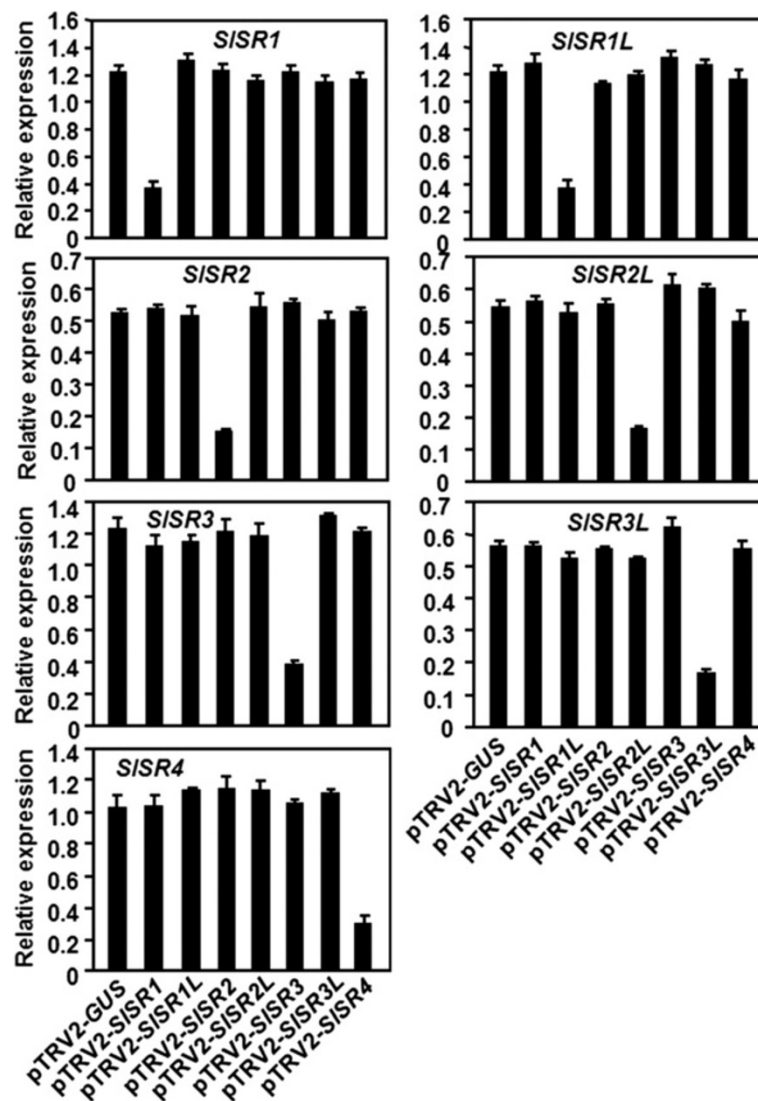 SlSR1
Relative expression
1.6
1.4
1.2
1.0
0.8
0.6
0.4
0.2
0
SlSR1L
1.6
1.4
1.2
1.0
0.8
0.6
0.4
0.2
0
SlSR2
Relative expression
0.7
0.6
0.5
0.4
0.3
0.2
0.1
0
SlSR2L
0.7
0.6
0.5
0.4
0.3
0.2
0.1
0
SlSR3
Relative expression
1.4
1.2
1.0
0.8
0.6
0.4
0.2
0
SlSR3L
0.7
0.6
0.5
0.4
0.3
0.2
0.1
0
pTRV2-GUS
pTRV2-SlSR1
pTRV2-SlSR1L
pTRV2-SlSR2
pTRV2-SlSR2L
pTRV2-SlSR3
pTRV2-SlSR3L
pTRV2-SlSR4
SlSR4
Relative expression
1.4
1.2
1.0
0.8
0.6
0.4
0.2
0
pTRV2-GUS
pTRV2-SlSR1
pTRV2-SlSR1L
pTRV2-SlSR2
pTRV2-SlSR2L
pTRV2-SlSR3
pTRV2-SlSR3L
pTRV2-SlSR4